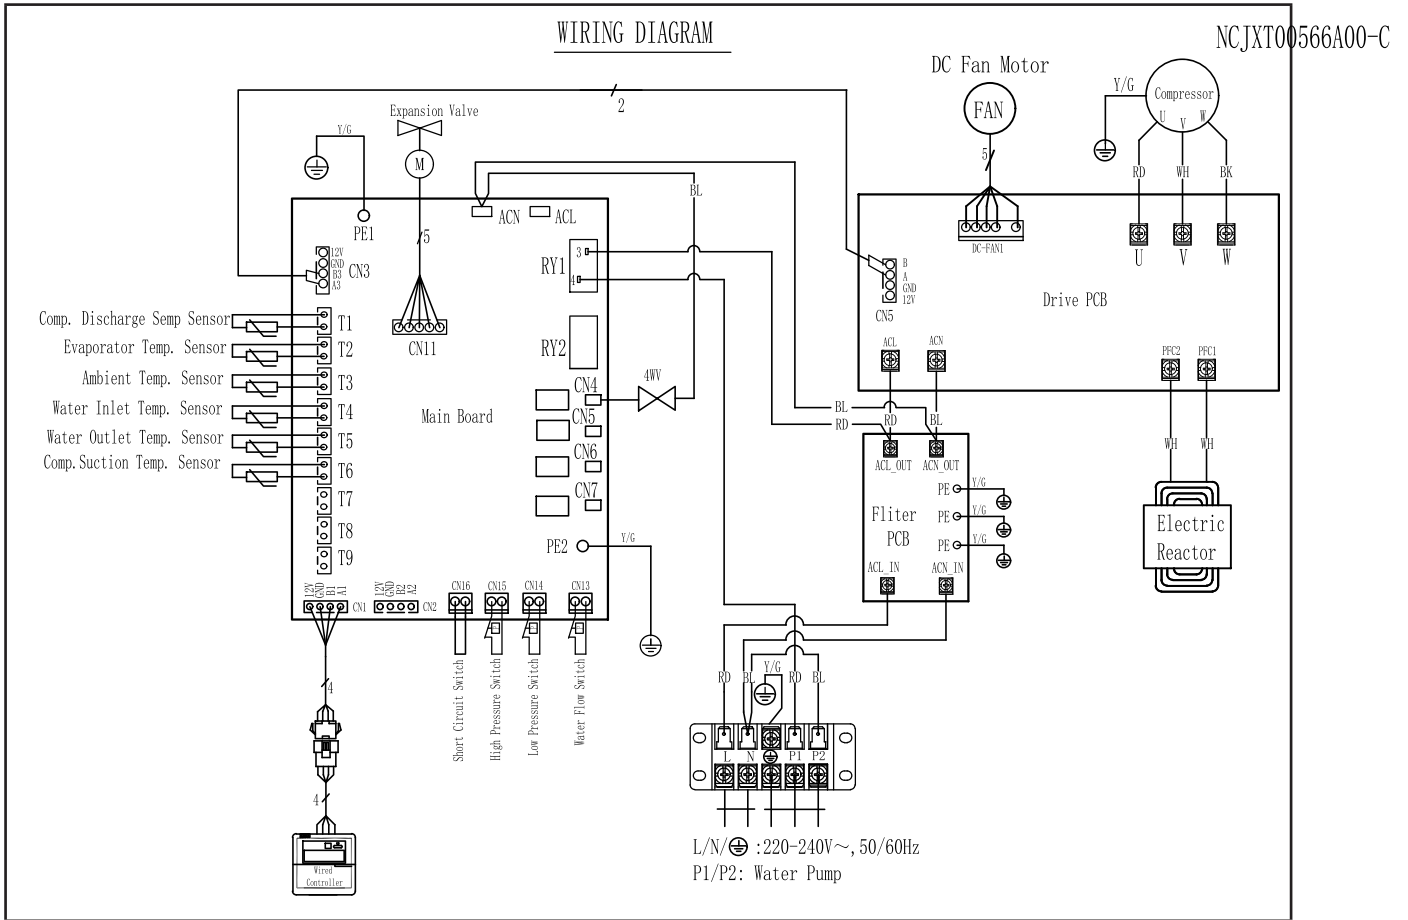 WIRING DIAGRAM
NCJXT00566A00-C
DC Fan Motor
FAN
5
Y/G
Compressor
U
V
W
RD
WH
BK
2
Expansion Valve
M
5
Y/G
PE1
ACN
ACL
BL
12V
GND
B3
A3
CN3
RY1
3
4
RY2
CN11
Main Board
CN4
CN5
CN6
CN7
4WV
PE2
Y/G
Comp. Discharge Semp Sensor
T1
Evaporator Temp. Sensor
T2
Ambient Temp. Sensor
T3
Water Inlet Temp. Sensor
T4
Water Outlet Temp. Sensor
T5
Comp.Suction Temp. Sensor
T6
T7
T8
T9
12V
GND
B1
A1
CN1
12V
GND
B2
A2
CN2
CN16
CN15
CN14
CN13
Short Circuit Switch
High Pressure Switch
Low Pressure Switch
Water Flow Switch
4
4
Wired
Controller
DC-FAN1
U
V
W
B
A
GND
12V
CN5
Drive PCB
ACL
ACN
PFC2
PFC1
BL
RD
RD
BL
WH
WH
ACL_OUT
ACN_OUT
PE
Y/G
PE
Y/G
PE
Y/G
Fliter
PCB
ACL_IN
ACN_IN
Electric
Reactor
RD
BL
Y/G
RD
BL
L
N
P1
P2
L/N/⏚ :220-240V～,50/60Hz
P1/P2: Water Pump